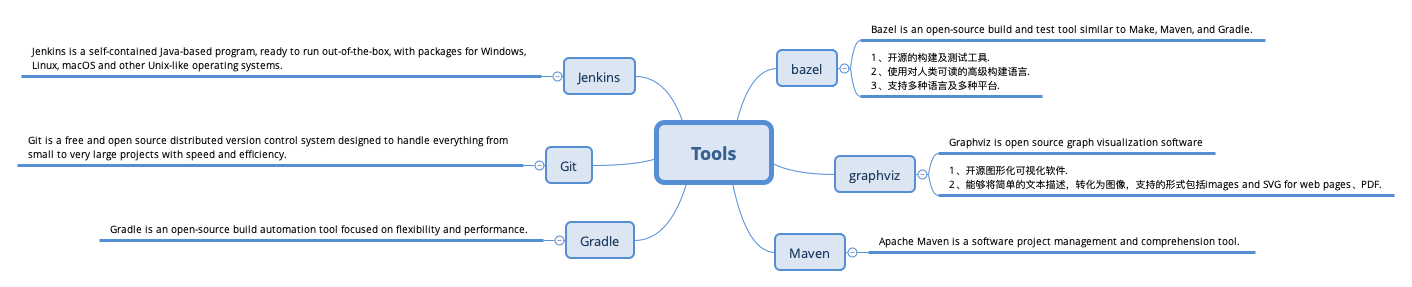 Tools
bazel
Bazel is an open-source build and test tool similar to Make, Maven, and Gradle.
1、开源的构建及测试工具.
2、使用对人类可读的高级构建语言.
3、支持多种语言及多种平台.
graphviz
Graphviz is open source graph visualization software
1、开源图形化可视化软件.
2、能够将简单的文本描述，转化为图像，支持的形式包括images and SVG for web pages、PDF.
Maven
Apache Maven is a software project management and comprehension tool.
Jenkins
Jenkins is a self-contained Java-based program, ready to run out-of-the-box, with packages for Windows,
Linux, macOS and other Unix-like operating systems.
Git
Git is a free and open source distributed version control system designed to handle everything from
small to very large projects with speed and efficiency.
Gradle
Gradle is an open-source build automation tool focused on flexibility and performance.